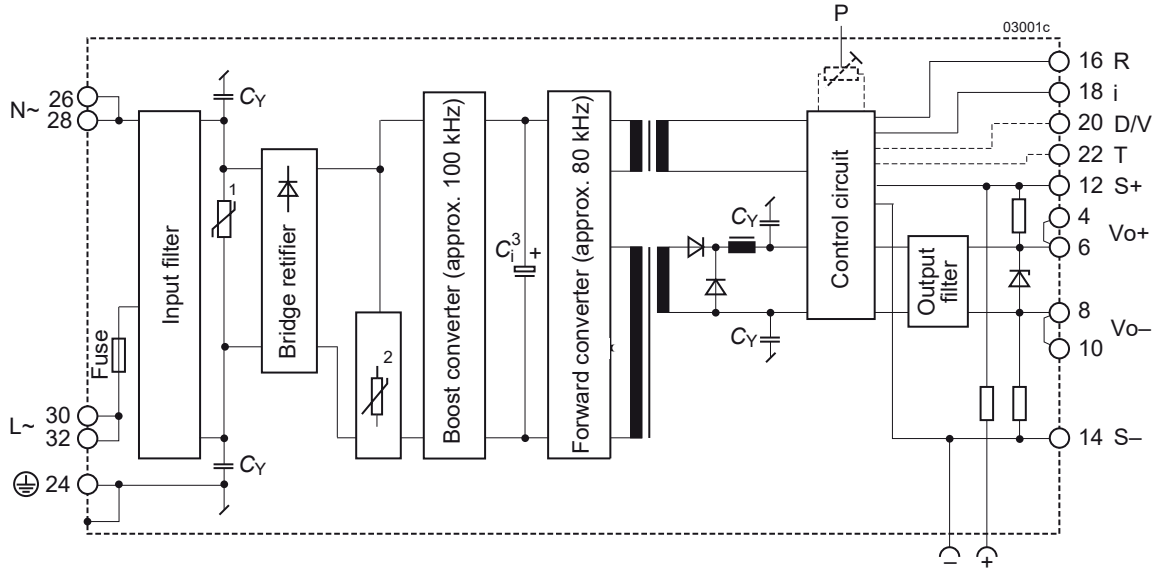 P
03001c
N~
26
28
Fuse
L~
30
32
24
CY
1
CY
Input filter
Bridge retifier
2
Boost converter (approx. 100 kHz)
Ci3
+
Forward converter (approx. 80 kHz)
CY
CY
Control circuit
Output
filter
16 R
18 i
20 D/V
22 T
12 S+
4
6
Vo+
8
10
Vo–
14 S–
– +